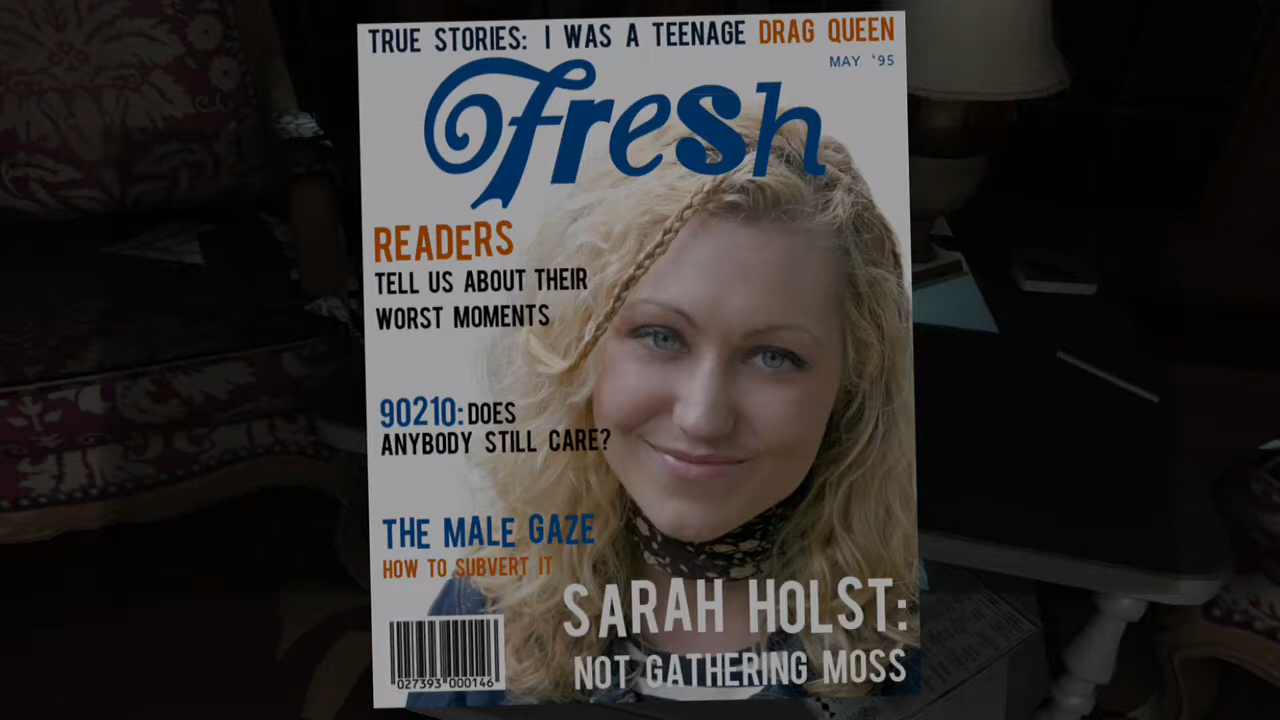 TRUE STORIES: I WAS A TEENAGE DRAG QUEEN
MAY '95
Fresh
READERS
TELL US ABOUT THEIR
WORST MOMENTS
90210: DOES
ANYBODY STILL CARE?
THE MALE GAZE
HOW TO SUBVERT IT
SARAH HOLST:
NOT GATHERING MOSS
027393 000146